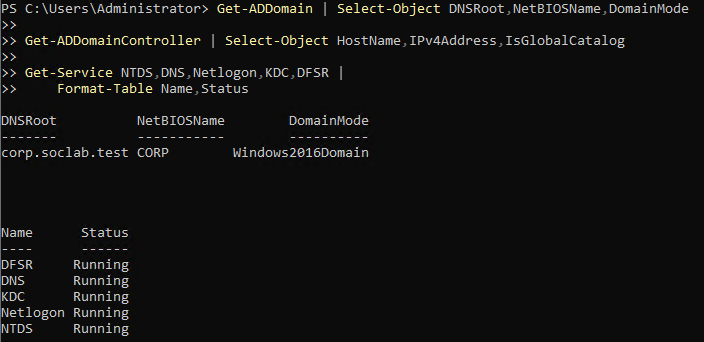 PS C:\Users\Administrator> Get-ADDomain | Select-Object DNSRoot,NetBIOSName,DomainMode
>>
>> Get-ADDomainController | Select-Object HostName,IPv4Address,IsGlobalCatalog
>>
>> Get-Service NTDS,DNS,Netlogon,KDC,DFSR |
>>     Format-Table Name,Status
DNSRoot          NetBIOSName        DomainMode
-------          -----------        ----------
corp.soclab.test CORP        Windows2016Domain
Name      Status
----      ------
DFSR     Running
DNS      Running
KDC      Running
Netlogon Running
NTDS     Running